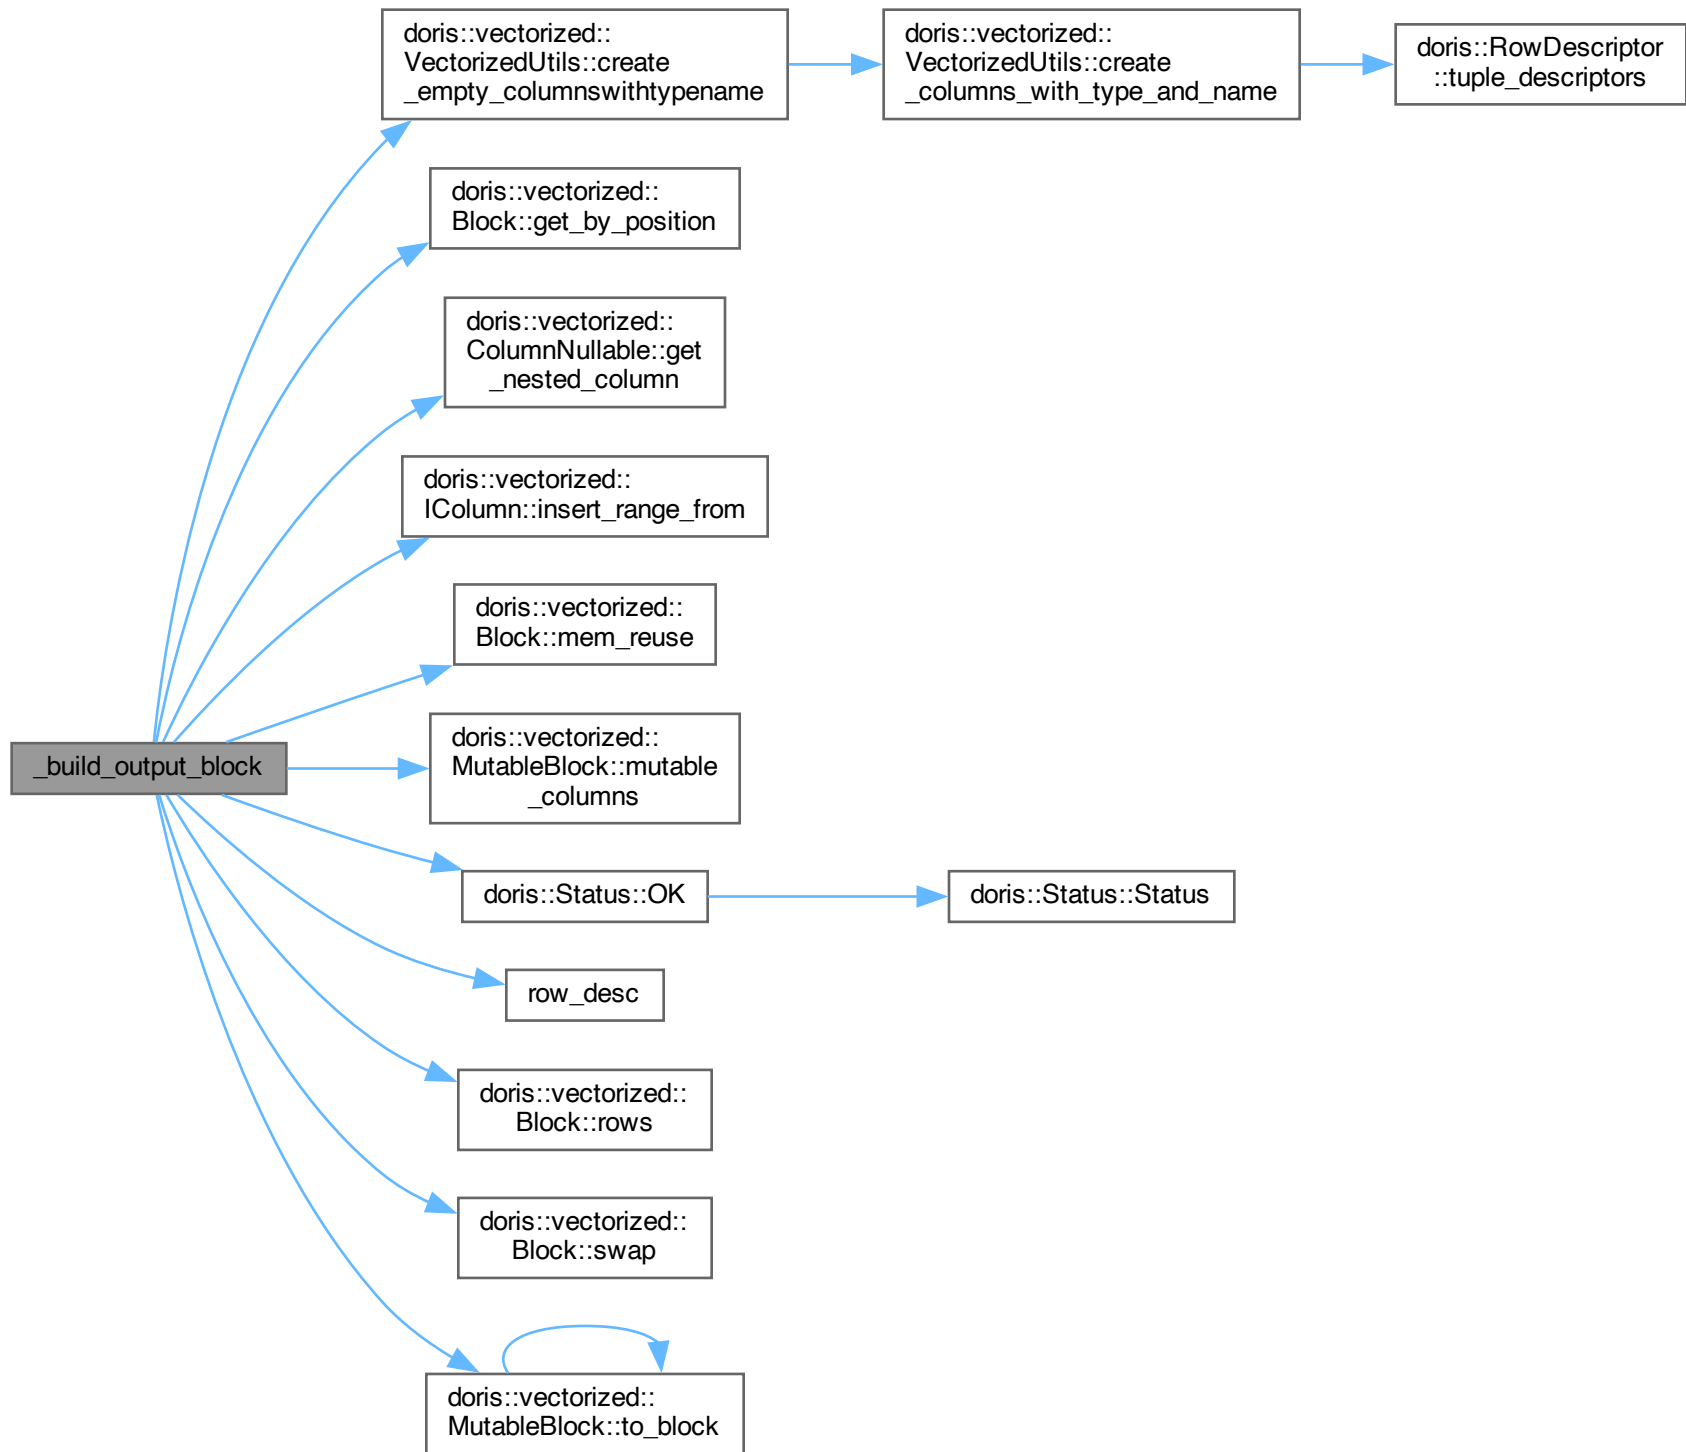 doris::vectorized::
VectorizedUtils::create
_empty_columnswithtypename
doris::vectorized::
VectorizedUtils::create
_columns_with_type_and_name
doris::RowDescriptor
::tuple_descriptors
doris::vectorized::
Block::get_by_position
doris::vectorized::
ColumnNullable::get
_nested_column
doris::vectorized::
IColumn::insert_range_from
doris::vectorized::
Block::mem_reuse
_build_output_block
doris::vectorized::
MutableBlock::mutable
_columns
doris::Status::OK
doris::Status::Status
row_desc
doris::vectorized::
Block::rows
doris::vectorized::
Block::swap
doris::vectorized::
MutableBlock::to_block